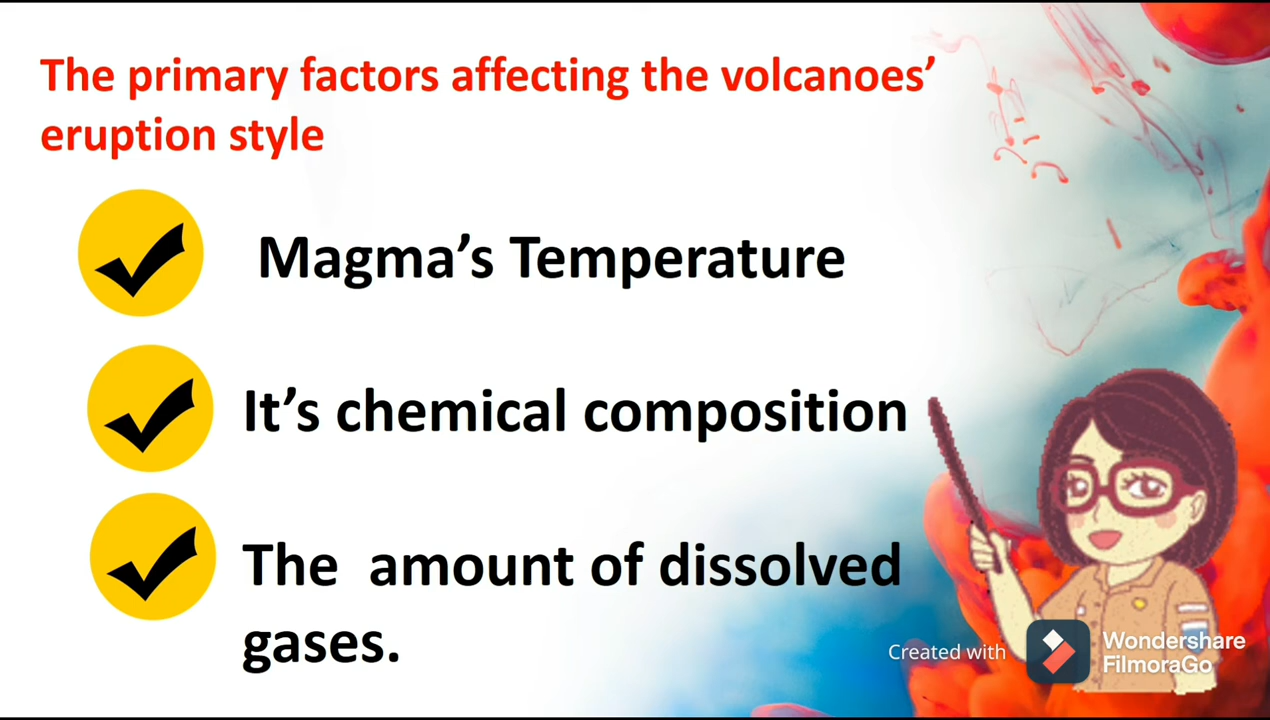 The primary factors affecting the volcanoes’
eruption style
Magma’s Temperature
It’s chemical composition
The amount of dissolved
gases.
Created with
Wondershare
FilmoraGo